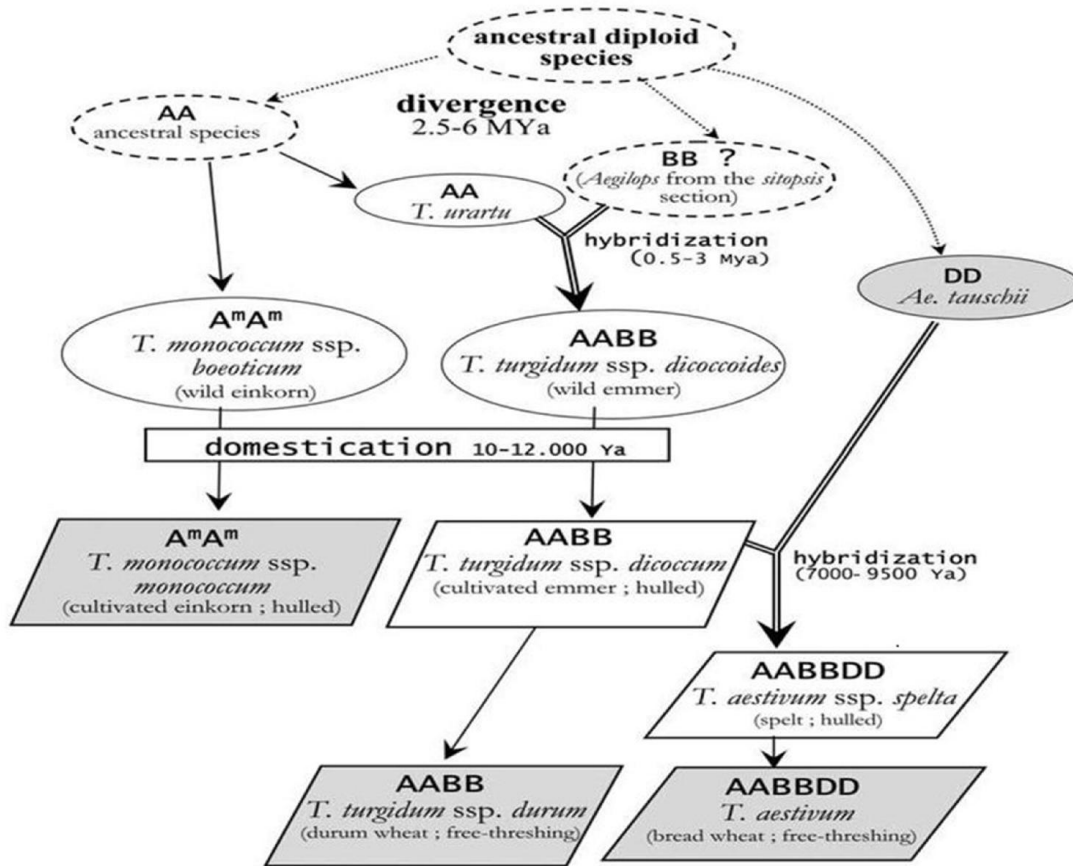 ancestral diploid
species
divergence
2.5-6 MYa
AA
ancestral species
BB ?
(Aegilops from the sitopsis
section)
AA
T. urartu
hybridization
(0.5-3 Mya)
DD
Ae. tauschii
AᵐAᵐ
T. monococcum ssp.
boeoticum
(wild einkorn)
AABB
T. turgidum ssp. dicoccoides
(wild emmer)
domestication 10-12.000 Ya
AᵐAᵐ
T. monococcum ssp.
monococcum
(cultivated einkorn ; hulled)
AABB
T. turgidum ssp. dicoccum
(cultivated emmer ; hulled)
hybridization
(7000-9500 Ya)
AABBDD
T. aestivum ssp. spelta
(spelt ; hulled)
AABB
T. turgidum ssp. durum
(durum wheat ; free-threshing)
AABBDD
T. aestivum
(bread wheat ; free-threshing)